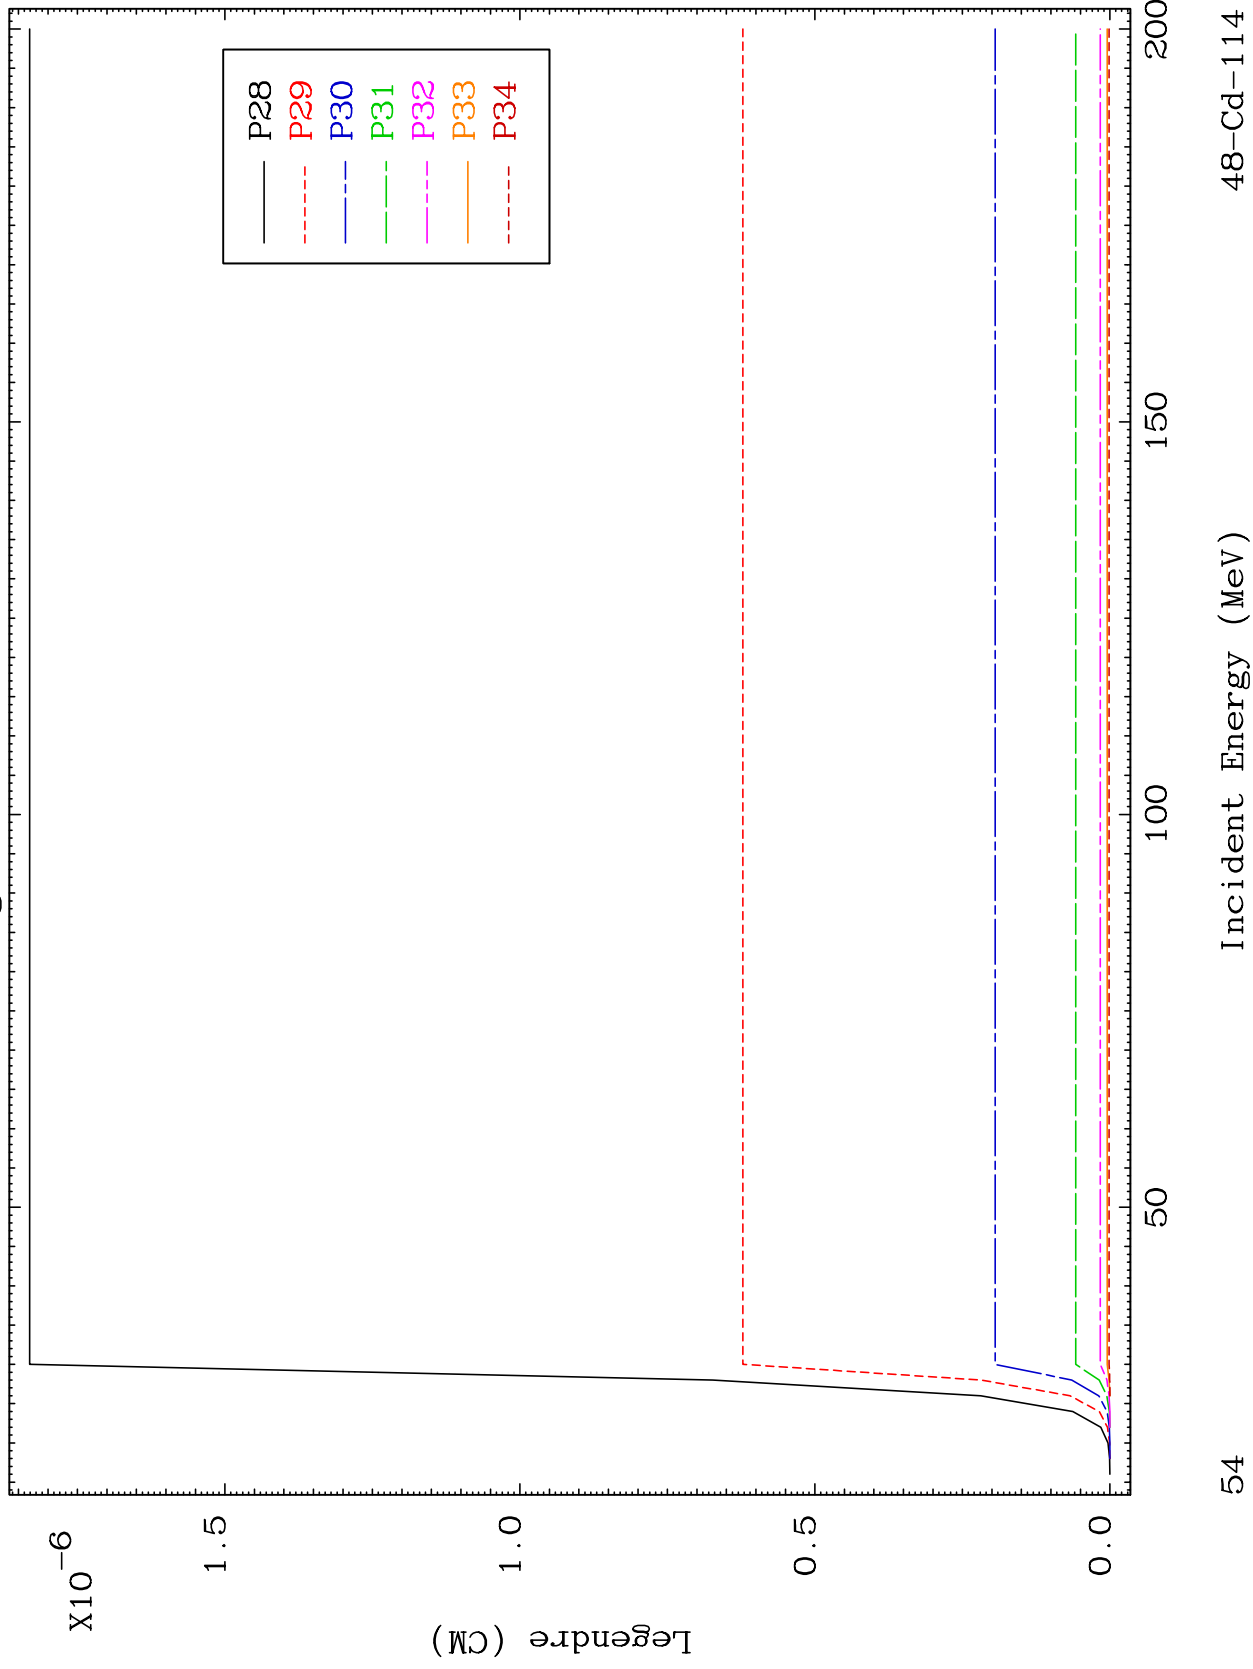 X10-6
1.5
1.0
0.5
0.0
Legendre (CM)
P28
P29
P30
P31
P32
P33
P34
50
100
150
200
Incident Energy (MeV)
54
48-Cd-114